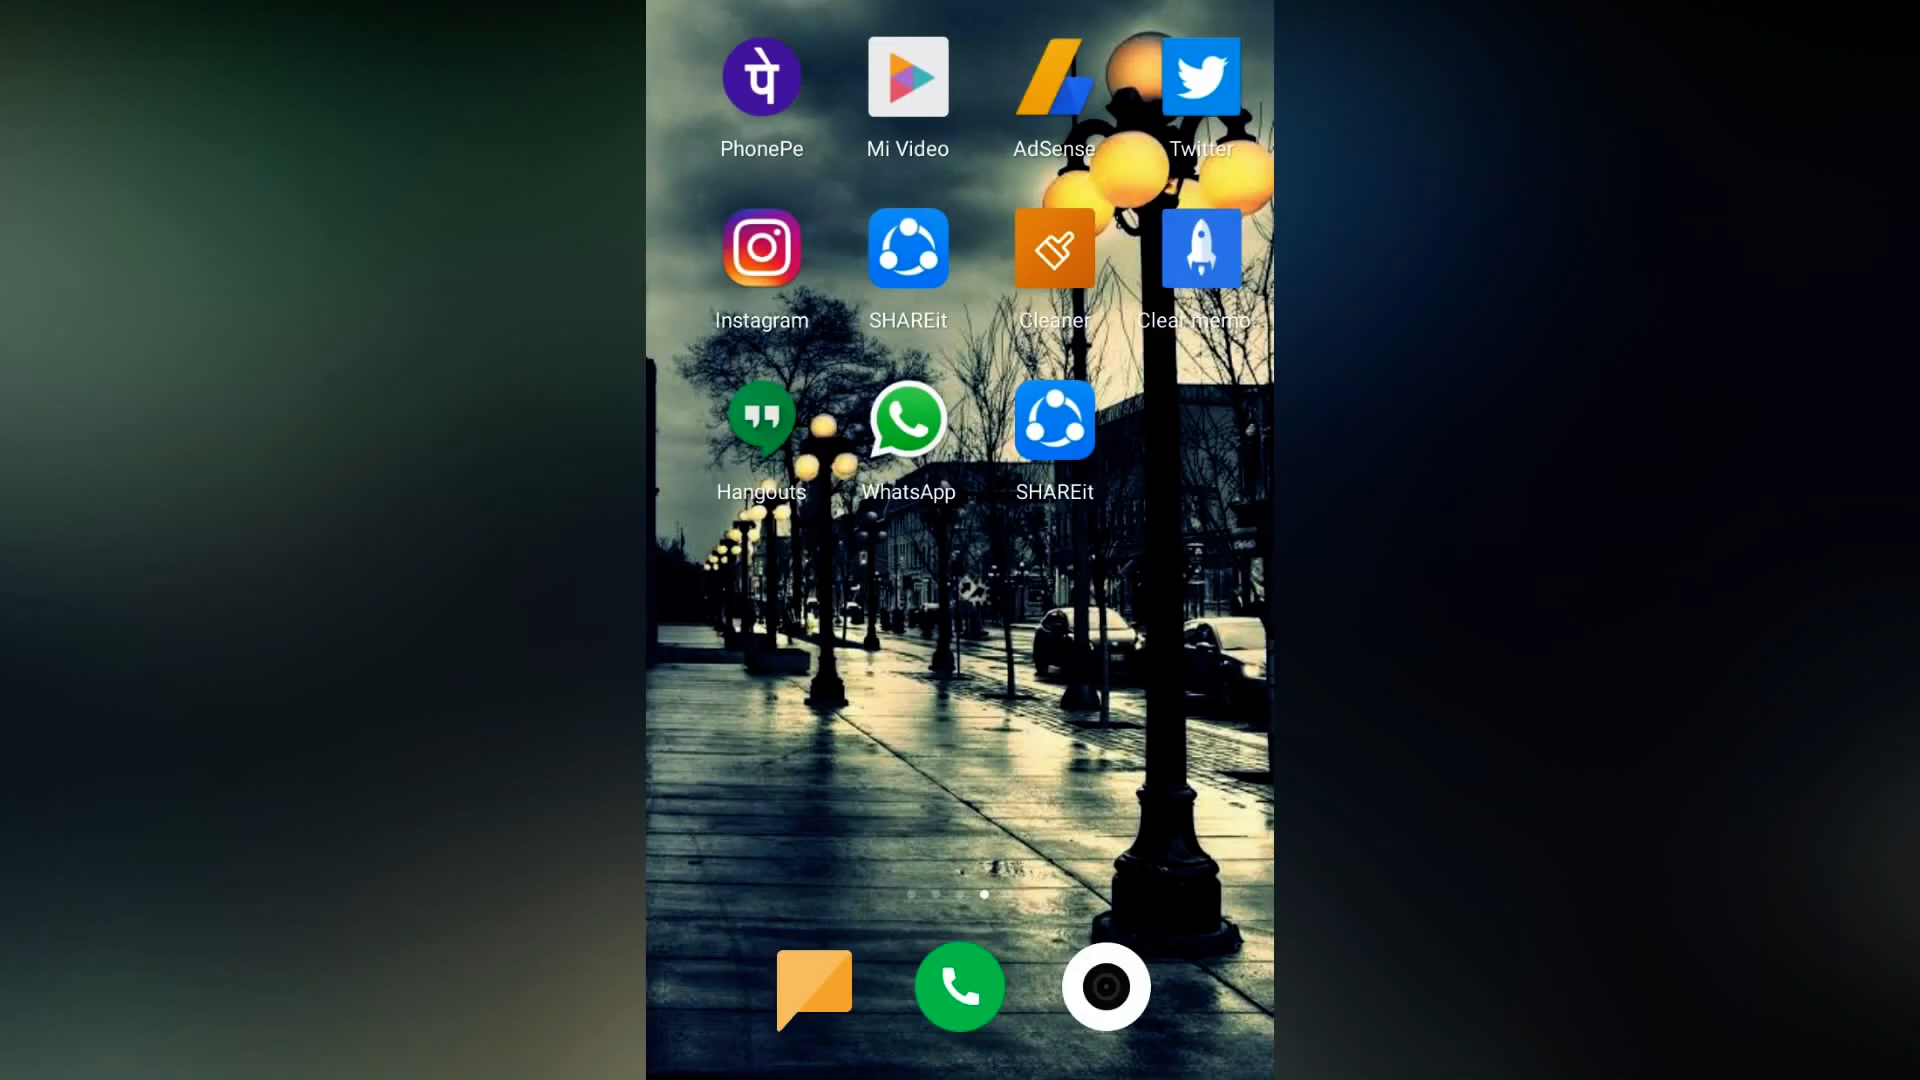 पे
PhonePe Mi Video AdSense Twitter
Instagram SHAREit Cleaner Clear memo...
Hangouts WhatsApp SHAREit